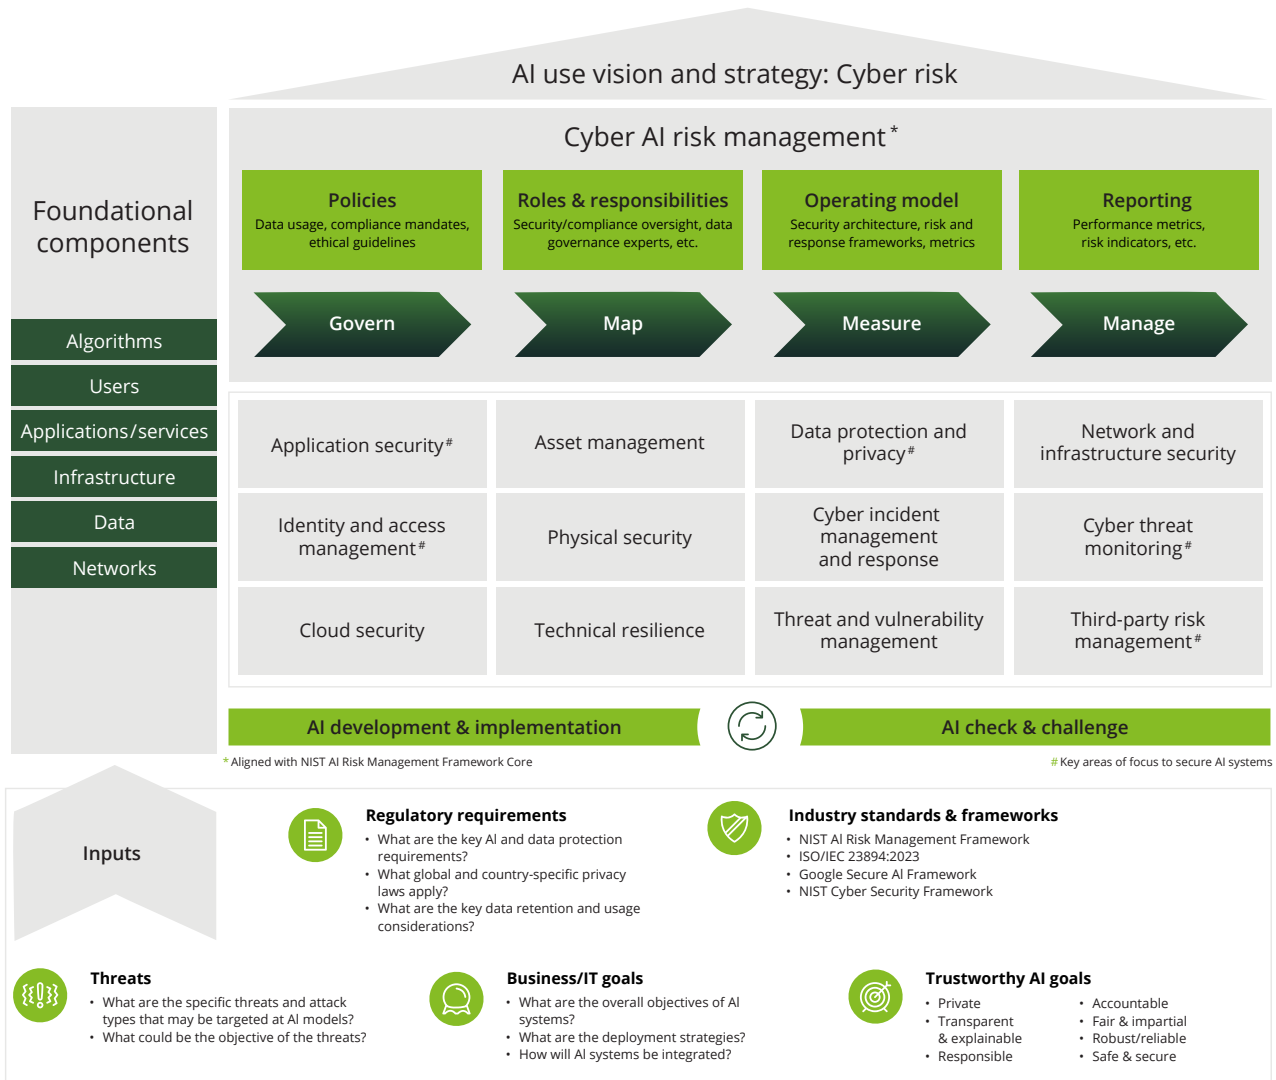 AI use vision and strategy: Cyber risk
Foundational
components
Algorithms
Users
Applications/services
Infrastructure
Data
Networks
Cyber AI risk management *
Policies
Data usage, compliance mandates,
ethical guidelines
Roles & responsibilities
Security/compliance oversight, data
governance experts, etc.
Operating model
Security architecture, risk and
response frameworks, metrics
Reporting
Performance metrics,
risk indicators, etc.
Govern
Map
Measure
Manage
Application security #
Asset management
Data protection and
privacy #
Network and
infrastructure security
Identity and access
management #
Physical security
Cyber incident
management
and response
Cyber threat
monitoring #
Cloud security
Technical resilience
Threat and vulnerability
management
Third-party risk
management #
AI development & implementation
AI check & challenge
* Aligned with NIST AI Risk Management Framework Core
# Key areas of focus to secure AI systems
Inputs
Regulatory requirements
• What are the key AI and data protection
requirements?
• What global and country-specific privacy
laws apply?
• What are the key data retention and usage
considerations?
Industry standards & frameworks
• NIST AI Risk Management Framework
• ISO/IEC 23894:2023
• Google Secure AI Framework
• NIST Cyber Security Framework
Threats
• What are the specific threats and attack
types that may be targeted at AI models?
• What could be the objective of the threats?
Business/IT goals
• What are the overall objectives of AI
systems?
• What are the deployment strategies?
• How will AI systems be integrated?
Trustworthy AI goals
• Private
• Transparent
& explainable
• Responsible
• Accountable
• Fair & impartial
• Robust/reliable
• Safe & secure